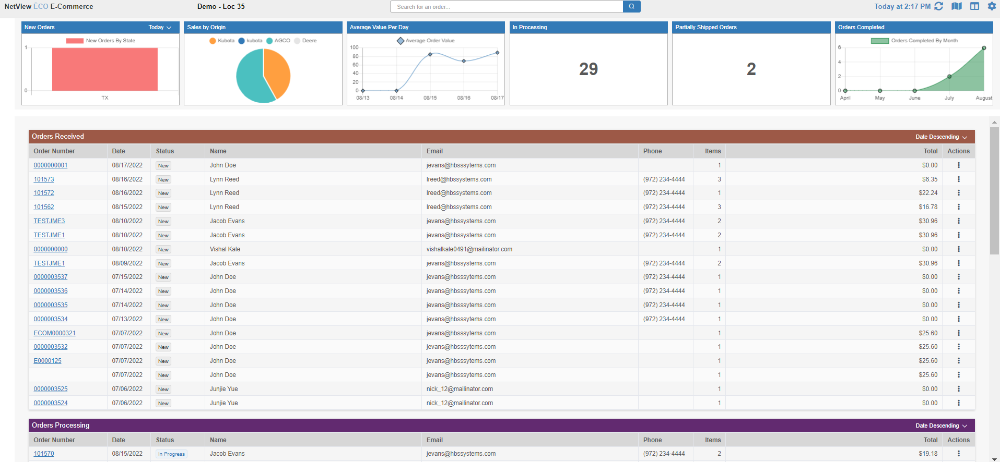 NetView ĒCO E-Commerce Demo - Loc 35 Search for an order... Today at 2:17 PM
New Orders Today
New Orders By State
1
0
TX
Sales by Origin
Kubota kubota AGCO Deere
Average Value Per Day
Average Order Value
100
80
60
40
20
0
08/13 08/14 08/15 08/16 08/17
In Processing
29
Partially Shipped Orders
2
Orders Completed
Orders Completed By Month
6
4
2
0
April May June July August
Orders Received Date Descending
Order Number Date Status Name Email Phone Items Total Actions
0000000001 08/17/2022 New John Doe jevans@hbsssytems.com 1 $0.00
101573 08/16/2022 New Lynn Reed lreed@hbssystems.com (972) 234-4444 3 $6.35
101572 08/16/2022 New Lynn Reed lreed@hbssystems.com (972) 234-4444 1 $22.24
101562 08/15/2022 New Lynn Reed lreed@hbssystems.com (972) 234-4444 3 $16.78
TESTJME3 08/10/2022 New Jacob Evans jevans@hbssystems.com (972) 234-4444 2 $30.96
TESTJME1 08/10/2022 New Jacob Evans jevans@hbssystems.com (972) 234-4444 2 $30.96
0000000000 08/10/2022 New Vishal Kale vishalkale0491@mailinator.com 1 $0.00
TESTJME1 08/09/2022 New Jacob Evans jevans@hbssystems.com (972) 234-4444 2 $30.96
0000003537 07/15/2022 New John Doe jevans@hbsssytems.com (972) 234-4444 1 $0.00
0000003536 07/14/2022 New John Doe jevans@hbsssytems.com (972) 234-4444 1 $0.00
0000003535 07/14/2022 New John Doe jevans@hbsssytems.com (972) 234-4444 1 $0.00
0000003534 07/13/2022 New John Doe jevans@hbsssytems.com (972) 234-4444 1 $0.00
ECOM0000321 07/07/2022 New John Doe jevans@hbsssytems.com 1 $25.60
0000003532 07/07/2022 New John Doe jevans@hbsssytems.com 1 $25.60
E0000125 07/07/2022 New John Doe jevans@hbsssytems.com 1 $25.60
07/07/2022 New John Doe jevans@hbsssytems.com 1 $25.60
0000003525 07/06/2022 New Junjie Yue nick_12@mailinator.com 1 $0.00
0000003524 07/06/2022 New Junjie Yue nick_12@mailinator.com 1 $0.00
Orders Processing Date Descending
Order Number Date Status Name Email Phone Items Total Actions
101570 08/15/2022 In Progress Jacob Evans jevans@hbssystems.com (972) 234-4444 2 $19.18